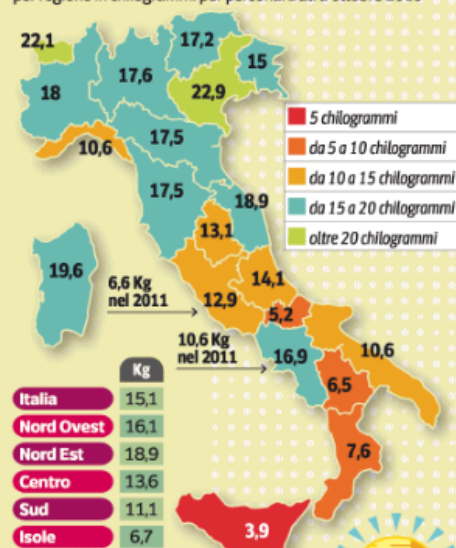 22,1
17,2
15
17,6
18
22,9
10,6
17,5
17,5
18,9
13,1
14,1
12,9
5,2
16,9
10,6
6,5
7,6
3,9
19,6
5 chilogrammi
da 5 a 10 chilogrammi
da 10 a 15 chilogrammi
da 15 a 20 chilogrammi
oltre 20 chilogrammi
6,6 Kg
nel 2011
10,6 Kg
nel 2011
Kg
Italia 15,1
Nord Ovest 16,1
Nord Est 18,9
Centro 13,6
Sud 11,1
Isole 6,7